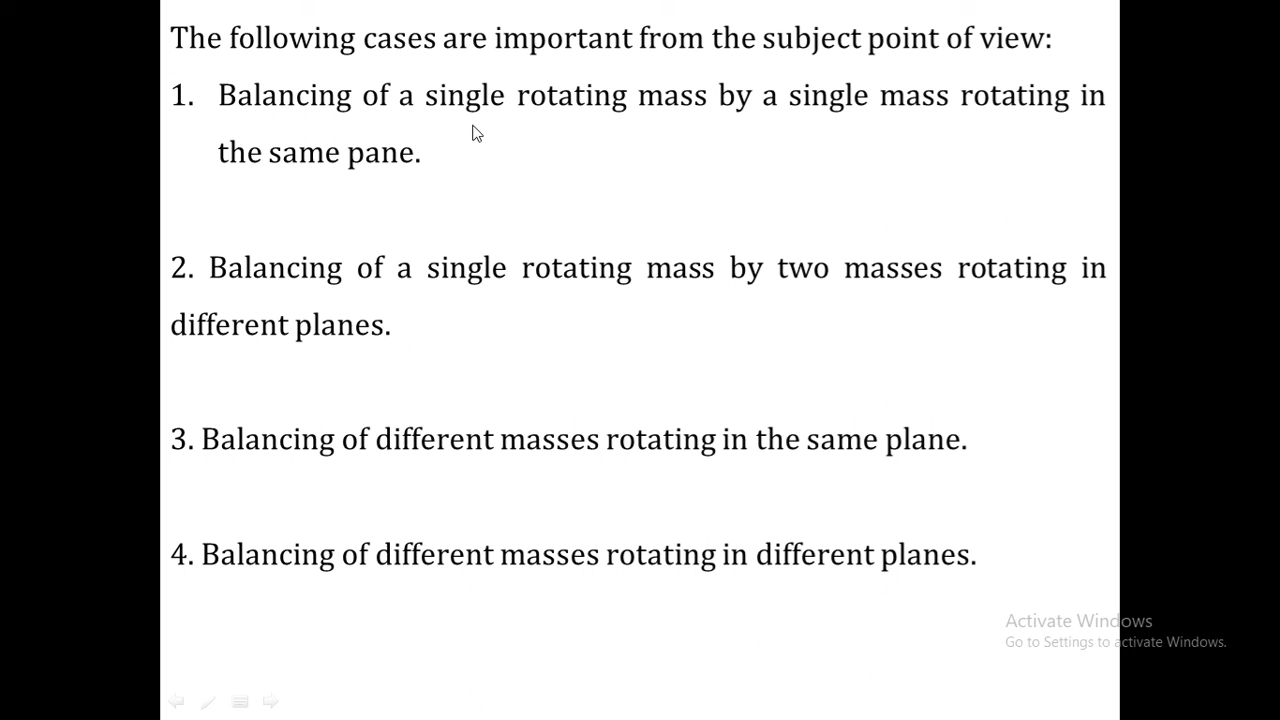 The following cases are important from the subject point of view:
1. Balancing of a single rotating mass by a single mass rotating in
the same pane.
2. Balancing of a single rotating mass by two masses rotating in
different planes.
3. Balancing of different masses rotating in the same plane.
4. Balancing of different masses rotating in different planes.
Activate Windows
Go to Settings to activate Windows.